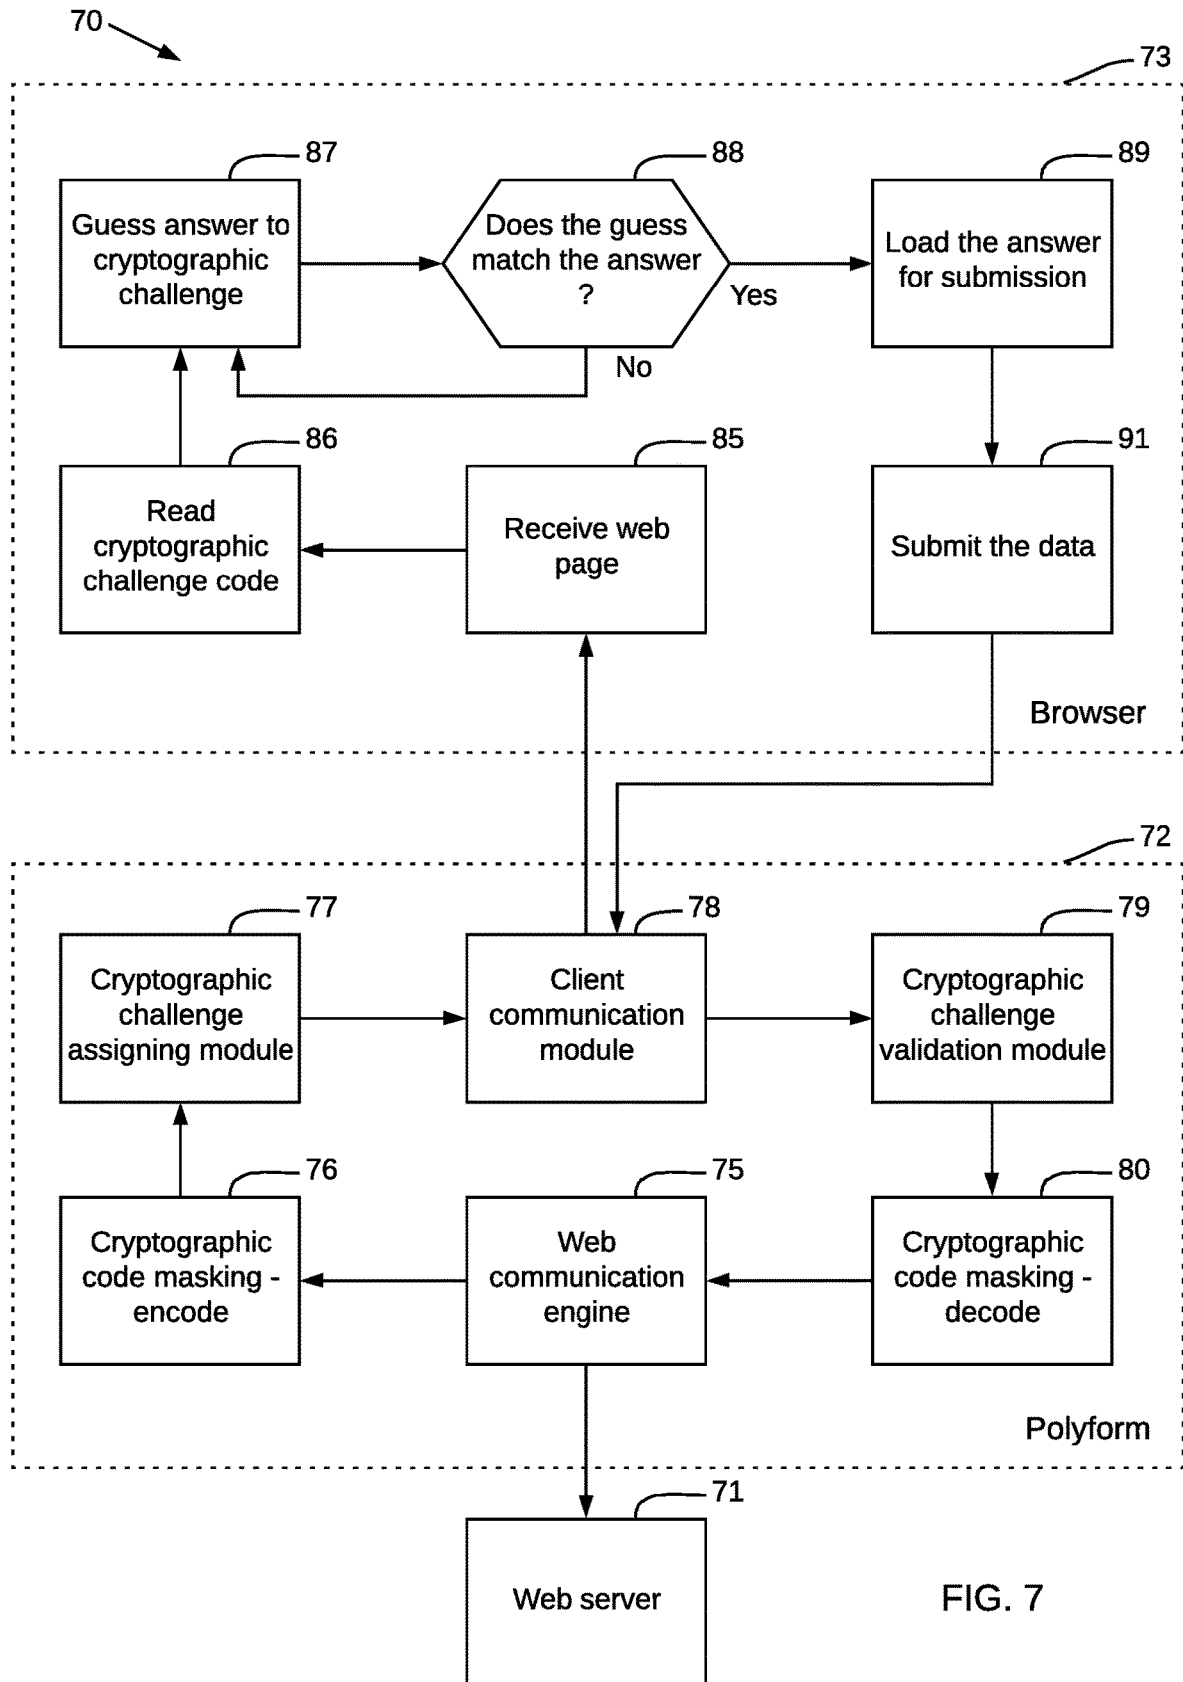 70
73
87
88
89
Guess answer to
cryptographic
challenge
Does the guess
match the answer
?
Yes
No
Load the answer
for submission
86
85
91
Read
cryptographic
challenge code
Receive web
page
Submit the data
Browser
72
77
78
79
Cryptographic
challenge
assigning module
Client
communication
module
Cryptographic
challenge
validation module
76
75
80
Cryptographic
code masking -
encode
Web
communication
engine
Cryptographic
code masking -
decode
Polyform
71
Web server
FIG. 7